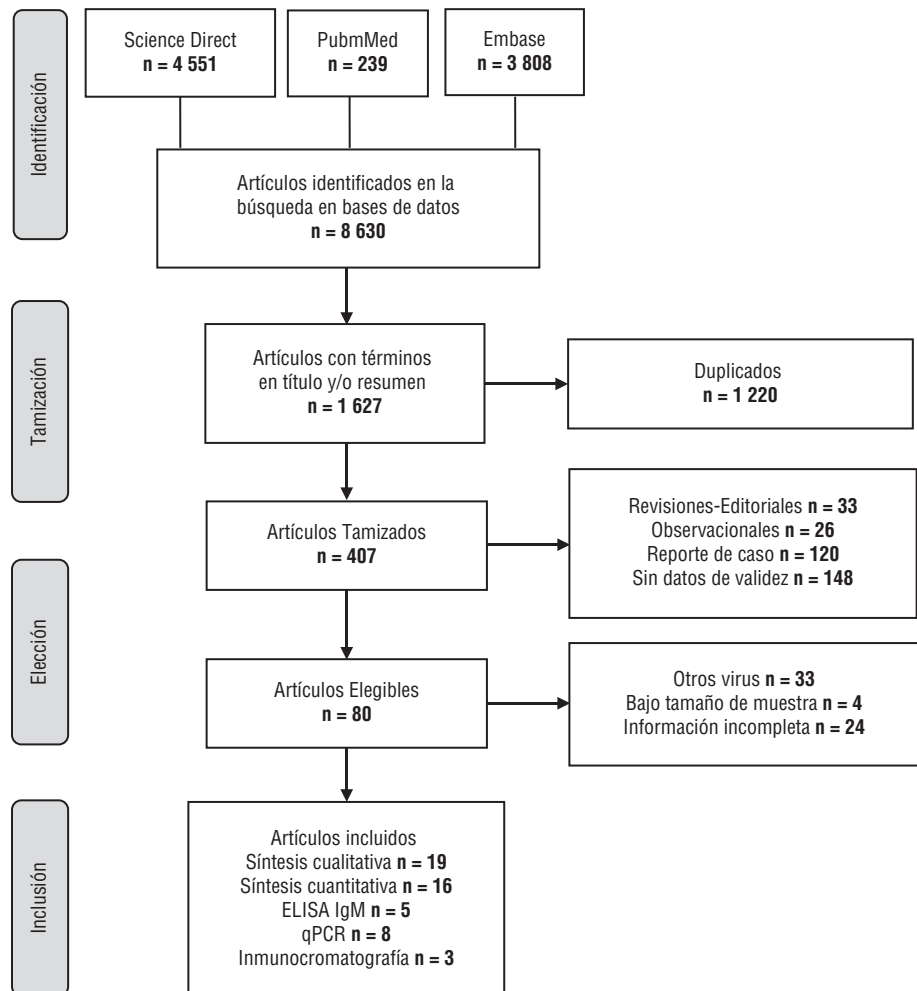 Identificación
Science Direct
n = 4 551
PubmMed
n = 239
Embase
n = 3 808
Artículos identificados en la
búsqueda en bases de datos
n = 8 630
Tamización
Artículos con términos
en título y/o resumen
n = 1 627
Duplicados
n = 1 220
Artículos Tamizados
n = 407
Revisiones-Editoriales n = 33
Observacionales n = 26
Reporte de caso n = 120
Sin datos de validez n = 148
Elección
Artículos Elegibles
n = 80
Otros virus n = 33
Bajo tamaño de muestra n = 4
Información incompleta n = 24
Inclusión
Artículos incluidos
Síntesis cualitativa n = 19
Síntesis cuantitativa n = 16
ELISA IgM n = 5
qPCR n = 8
Inmunocromatografía n = 3